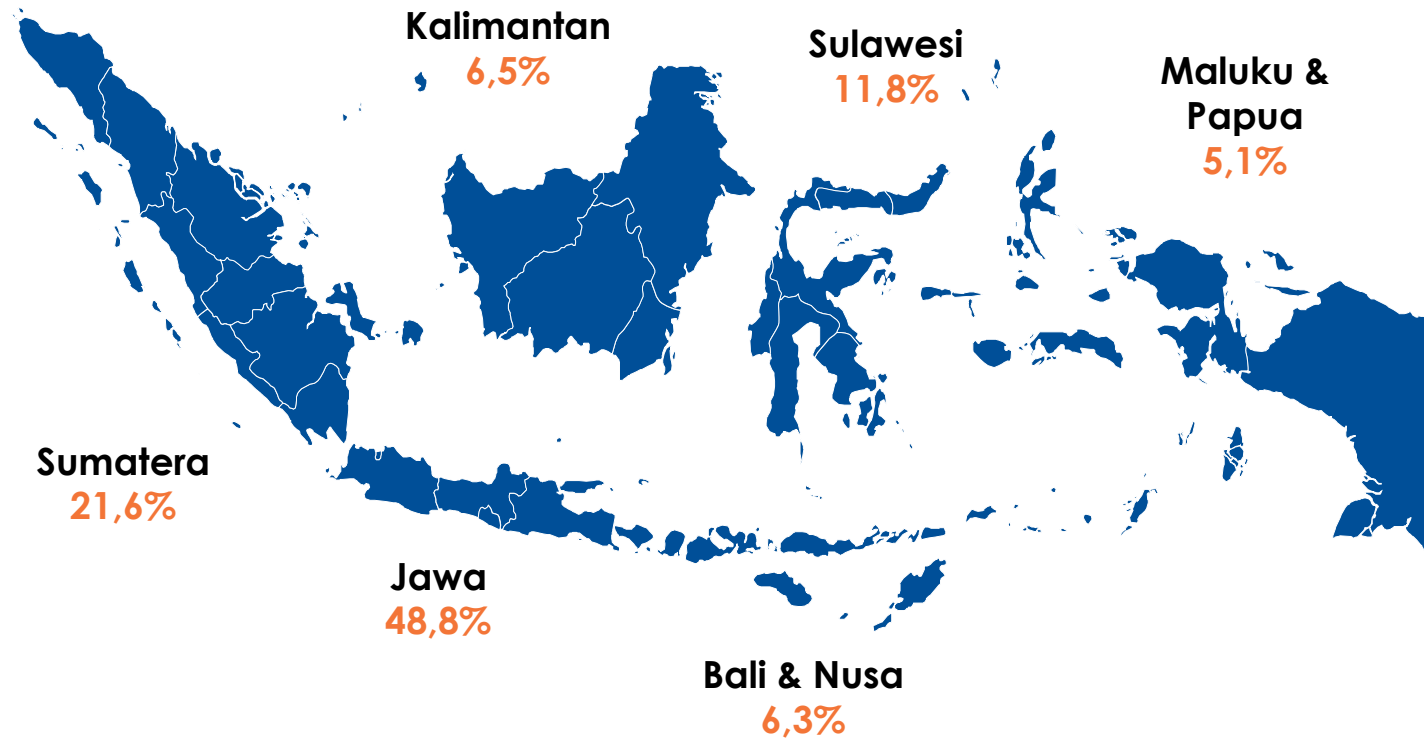 Kalimantan
6,5%
Sulawesi
11,8%
Maluku &
Papua
5,1%
Sumatera
21,6%
Jawa
48,8%
Bali & Nusa
6,3%